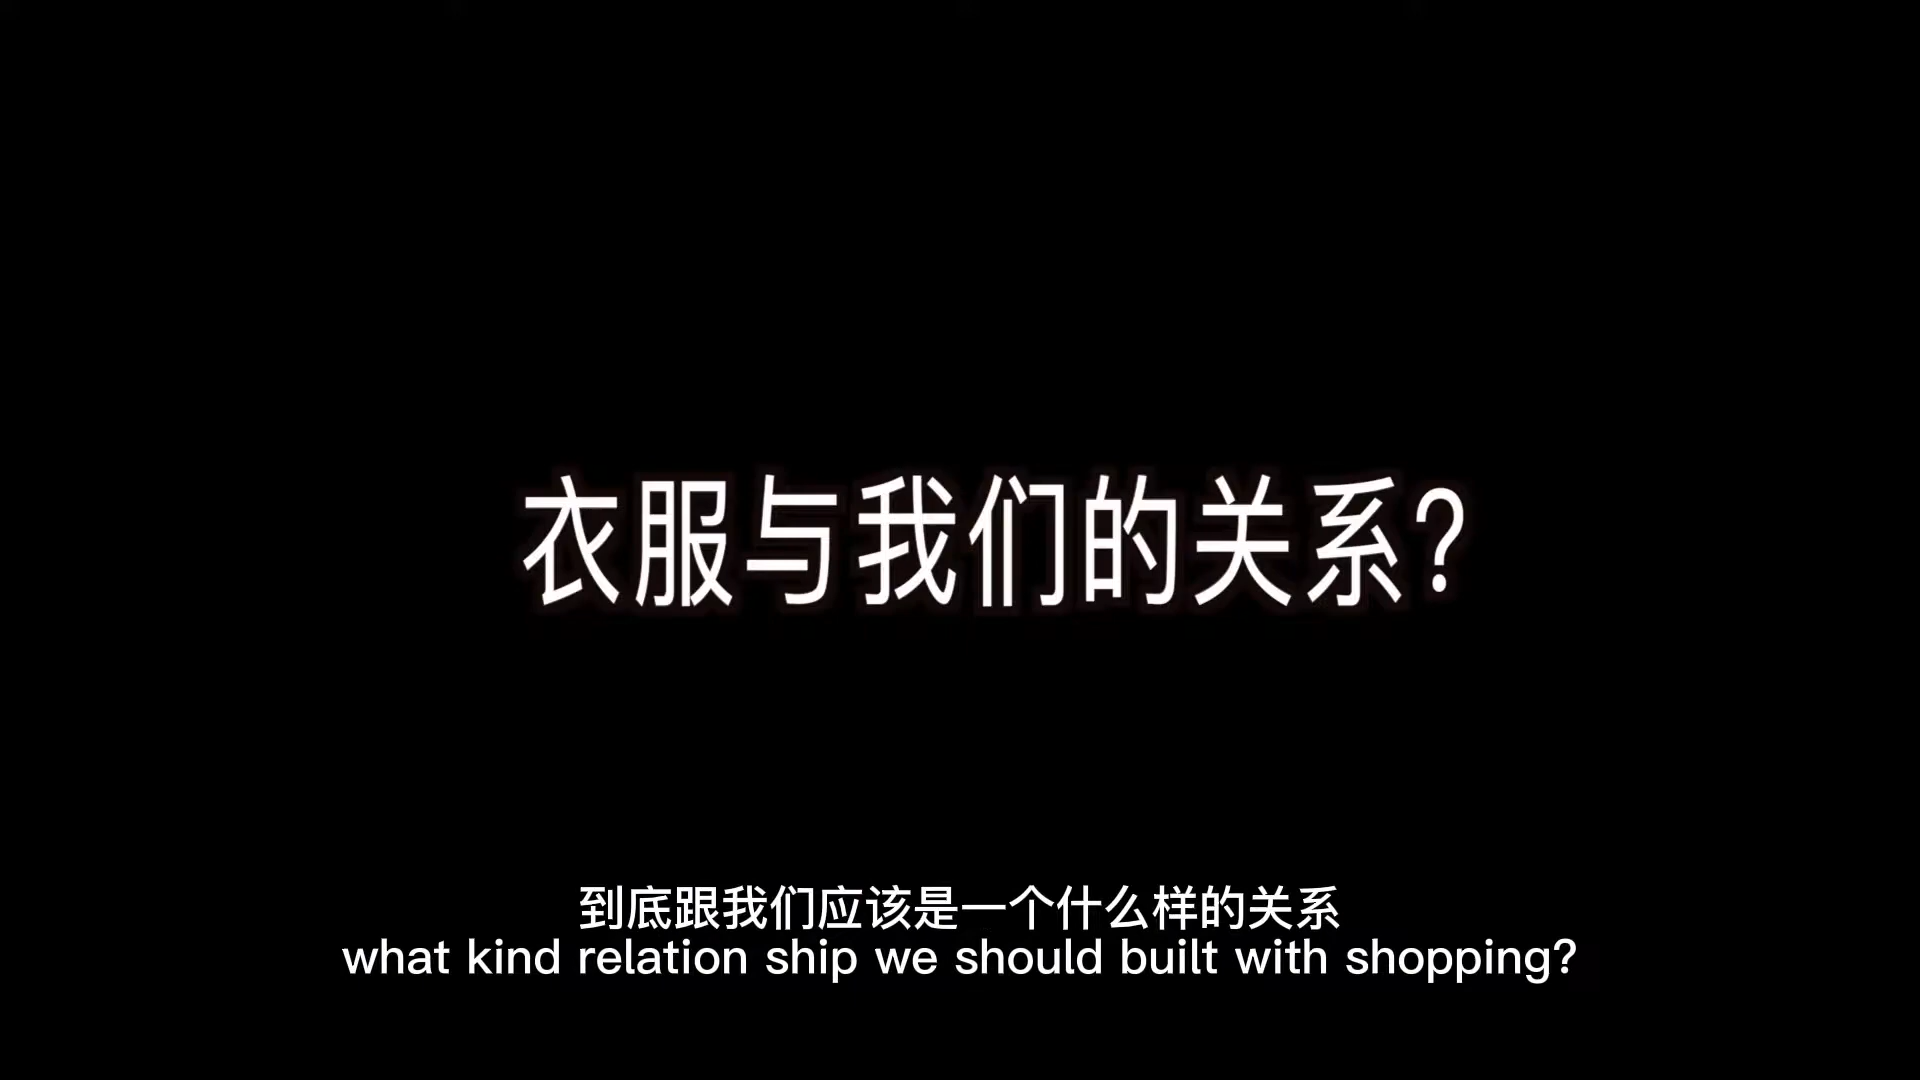 衣服与我们的关系?
到底跟我们应该是一个什么样的关系
what kind relation ship we should built with shopping?